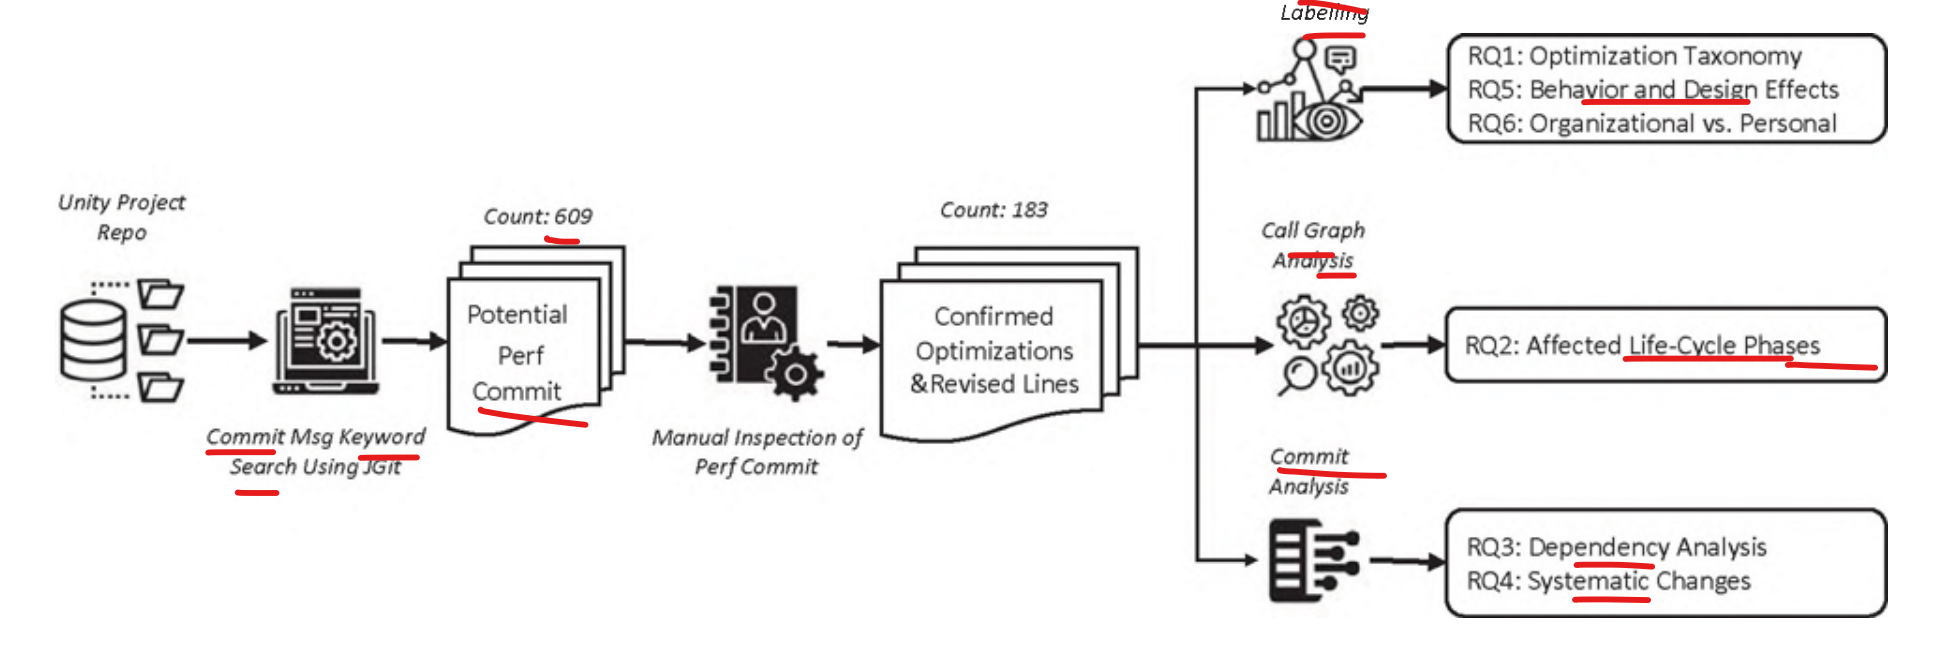 Unity Project
Repo
Commit Msg Keyword
Search Using JGit
Count: 609
Potential
Perf
Commit
Manual Inspection of
Perf Commit
Count: 183
Confirmed
Optimizations
&Revised Lines
Labelling
RQ1: Optimization Taxonomy
RQ5: Behavior and Design Effects
RQ6: Organizational vs. Personal
Call Graph
Analysis
RQ2: Affected Life-Cycle Phases
Commit
Analysis
RQ3: Dependency Analysis
RQ4: Systematic Changes